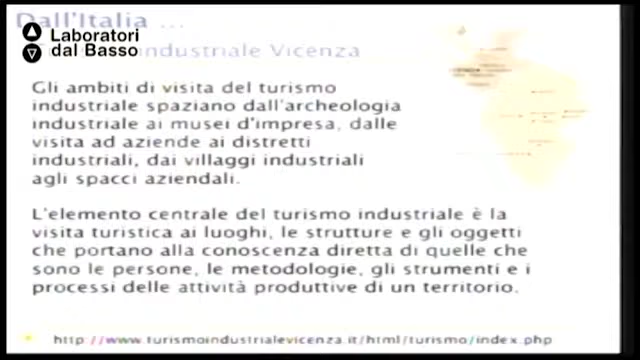 Dall'Italia ...
Laboratori
dal Basso
industriale Vicenza
Gli ambiti di visita del turismo
industriale spaziano dall'archeologia
industriale ai musei d'impresa, dalle
visita ad aziende ai distretti
industriali, dai villaggi industriali
agli spacci aziendali.
L'elemento centrale del turismo industriale è la
visita turistica ai luoghi, le strutture e gli oggetti
che portano alla conoscenza diretta di quelle che
sono le persone, le metodologie, gli strumenti e i
processi delle attività produttive di un territorio.
http://www.turismoindustrialevicenza.it/html/turismo/index.php